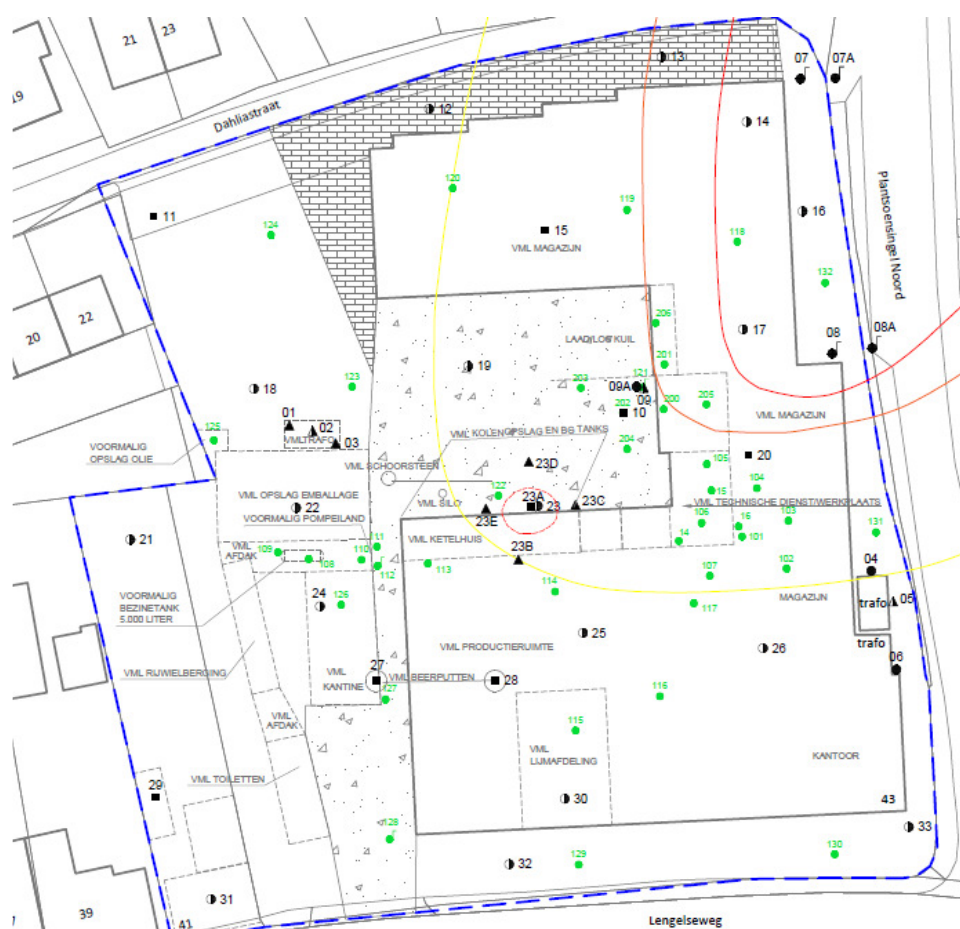 21
23
19
Dahliastraat
12
13
07
07A
14
Plantsoensingel Noord
11
124
120
119
118
15
VML MAGAZIJN
16
132
20
22
206
LAAD/LOSTKUIL
17
08
08A
18
123
19
201
203
121
09A
09
202
10
200
205
VML MAGAZIJN
01
02
VMLTRAFO
03
125
VOORMALIG
OPSLAG OLIE
VML KOLENOPSLAG EN BG TANKS
204
20
VML SCHOORSTEEN
23D
105
104
VML OPSLAG EMBALLAGE
VML SILO
122
23A
23
23C
15
VML TECHNISCHE DIENST/WERKPLAATS
22
VOORMALIG POMPEILAND
23E
106
16
103
21
VML
AFDAK
109
108
110
111
112
VML KETELHUIS
113
23B
14
101
131
VOORMALIG
BEZINETANK
5.000 LITER
24
126
114
107
102
117
MAGAZIJN
04
trafo
05
trafo
25
26
06
VML PRODUCTIERUIMTE
VML RIJWIELBERGING
VML
KANTINE
27
VML BEERPUTTEN
28
127
116
VML
AFDAK
115
VML
LIJMAFDELING
KANTOOR
VML TOILETTEN
29
30
43
128
33
32
129
130
39
41
31
Lengelseweg